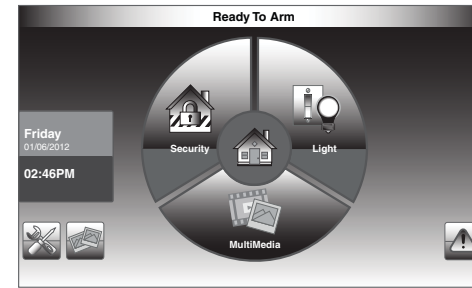 Ready To Arm
Security
Light
Friday
01/06/2012
02:46PM
MultiMedia